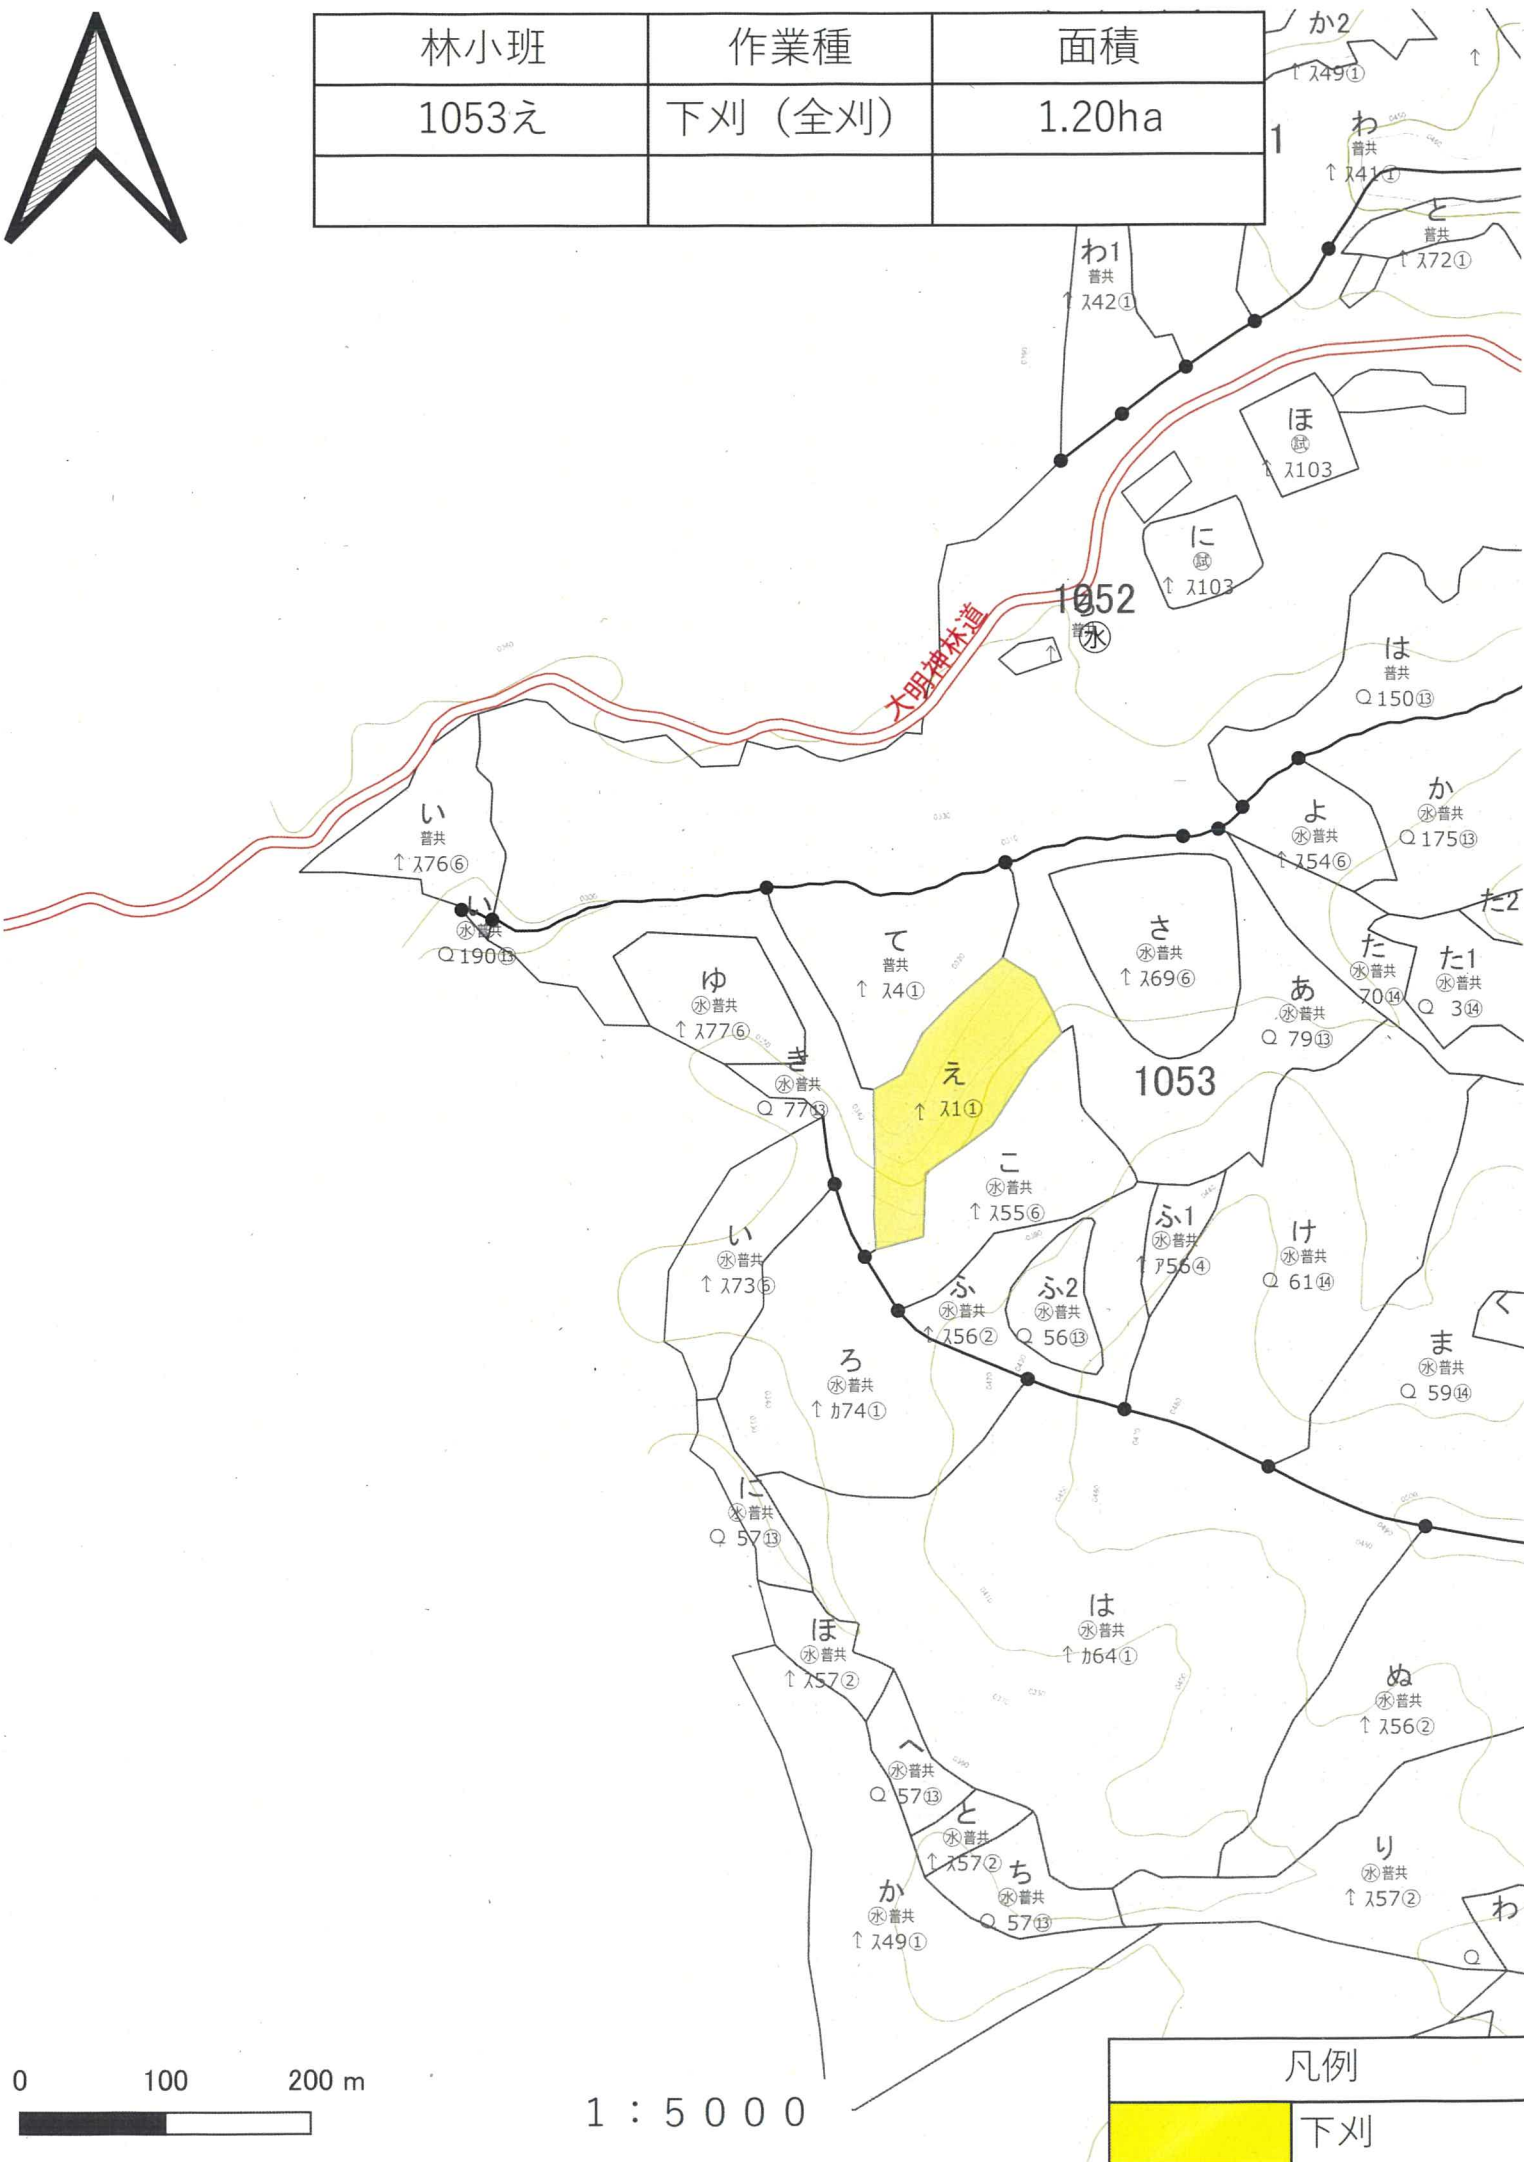 林小班 作業種 面積
1053え 下刈（全刈） 1.20ha
か2
↑ ス49①
↑
1
わ
普共
↑ ス41①
と
普共
↑ ス72①
わ1
普共
↑ ス42①
ほ
㊙試
↑ ス103
に
試
↑ ス103
1052
普共
水
↑
大明神林道
は
普共
Q 150⑬
い
普共
↑ ス76⑥
よ
水普共
↑ ス54⑥
か
水普共
Q 175⑬
い
水普共
Q 190⑬
て
普共
↑ ス4①
さ
水普共
↑ ス69⑥
た2
た
水普共
70⑭
た1
水普共
Q 3⑭
ゆ
水普共
↑ ス77⑥
あ
水普共
Q 79⑬
き
水普共
Q 77⑬
え
↑ ス1①
1053
こ
水普共
↑ ス55⑥
い
水普共
↑ ス73⑥
ふ1
水普共
↑ ア56④
け
水普共
Q 61⑭
ふ
水普共
↑ ス56②
ふ2
水普共
Q 56⑬
く
ま
水普共
Q 59⑭
ろ
水普共
↑ カ74①
に
水普共
Q 57⑬
は
水普共
↑ カ64①
ほ
水普共
↑ ス57②
ぬ
水普共
↑ ス56②
へ
水普共
Q 57⑬
と
水普共
↑ ス57②
ち
水普共
Q 57⑬
り
水普共
↑ ス57②
か
水普共
↑ ス49①
わ
Q
0 100 200 m
1：5000
凡例
下刈